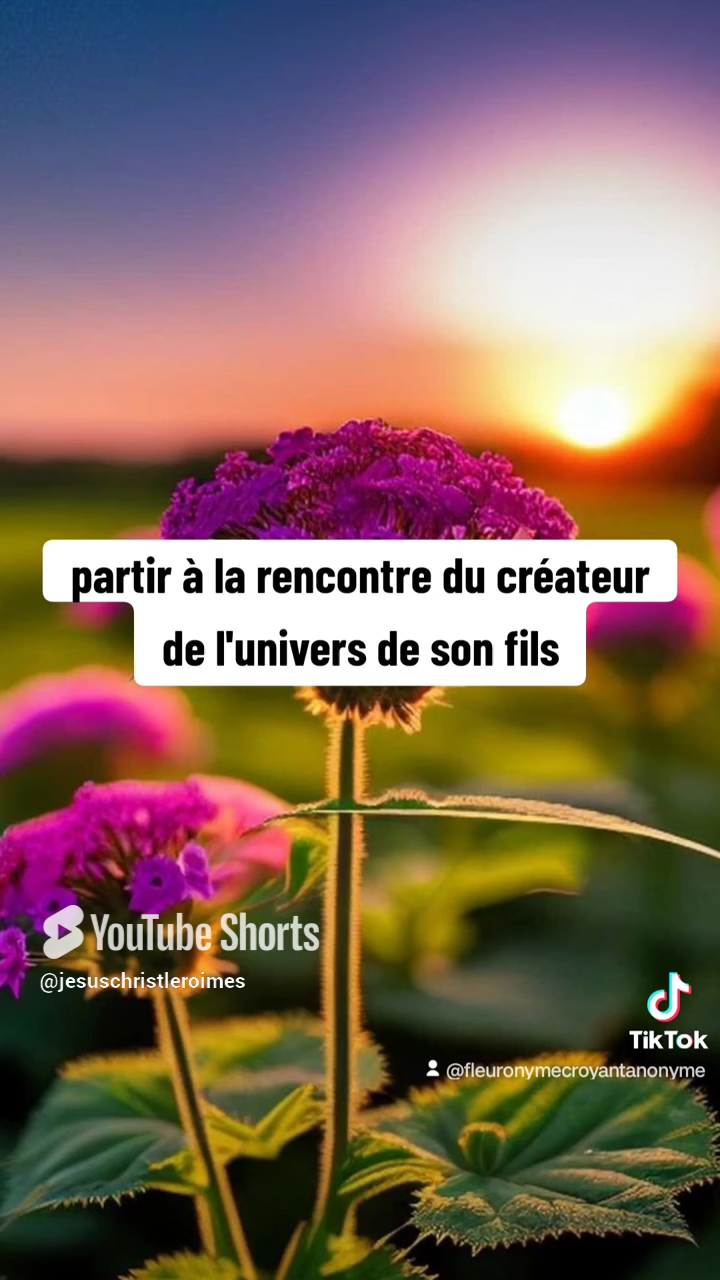 partir à la rencontre du créateur
de l'univers de son fils
YouTube Shorts
@jesuschristleroimes
TikTok
@fleuronymecroyantanonyme